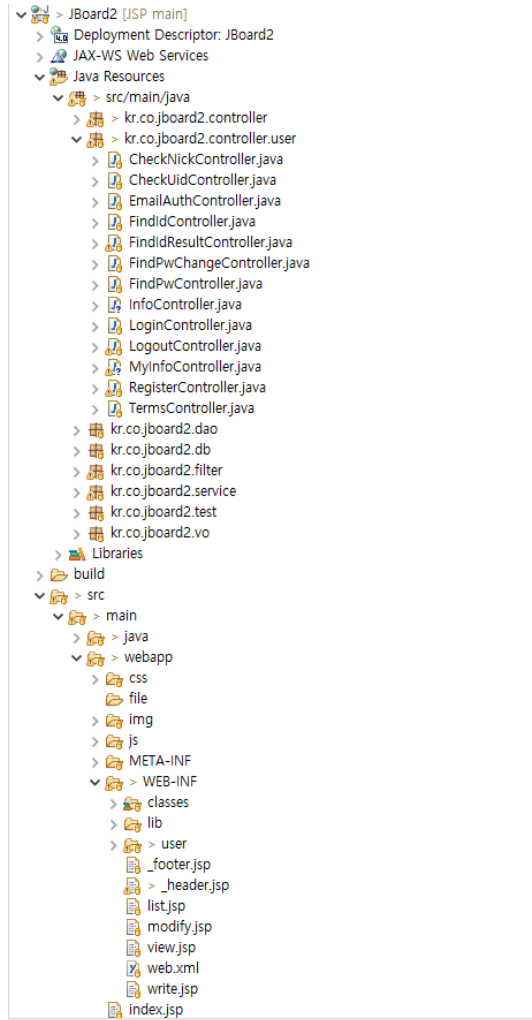 > JBoard2 [JSP main]
Deployment Descriptor: JBoard2
JAX-WS Web Services
Java Resources
> src/main/java
> kr.co.jboard2.controller
> kr.co.jboard2.controller.user
CheckNickController.java
CheckUidController.java
EmailAuthController.java
FindIdController.java
FindIdResultController.java
FindPwChangeController.java
FindPwController.java
InfoController.java
LoginController.java
LogoutController.java
MyInfoController.java
RegisterController.java
TermsController.java
kr.co.jboard2.dao
kr.co.jboard2.db
kr.co.jboard2.filter
kr.co.jboard2.service
kr.co.jboard2.test
kr.co.jboard2.vo
Libraries
build
> src
> main
> java
> webapp
css
file
img
js
META-INF
> WEB-INF
classes
lib
> user
_footer.jsp
> _header.jsp
list.jsp
modify.jsp
view.jsp
web.xml
write.jsp
index.jsp